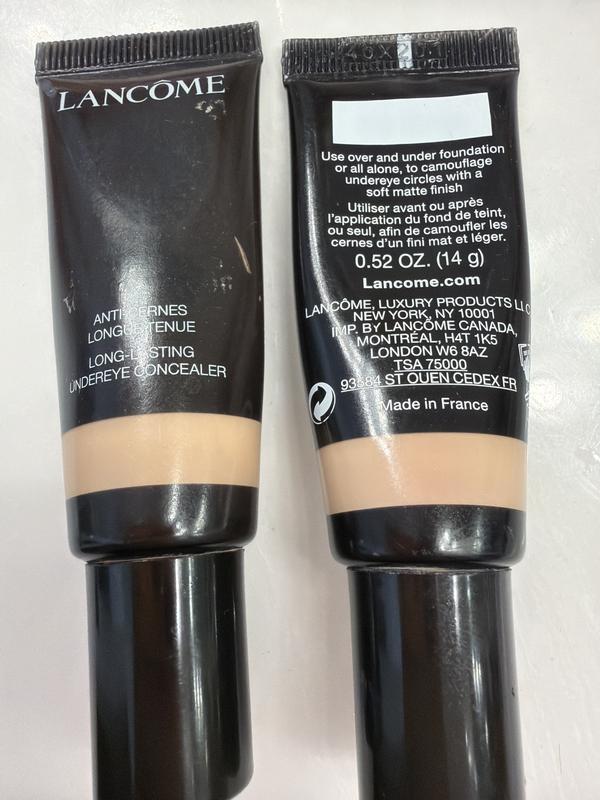 LANCÔME
ANTI-CERNES
LONGUE TENUE
LONG-LASTING
UNDEREYE CONCEALER
Use over and under foundation
or all alone, to camouflage
undereye circles with a
soft matte finish
Utiliser avant ou après
l'application du fond de teint,
ou seul, afin de camoufler les
cernes d'un fini mat et léger.
0.52 OZ. (14 g)
Lancome.com
LANCÔME, LUXURY PRODUCTS LLC
NEW YORK, NY 10001
IMP. BY LANCÔME CANADA,
MONTRÉAL, H4T 1K5
LONDON W6 8AZ
TSA 75000
93584 ST OUEN CEDEX FR
Made in France